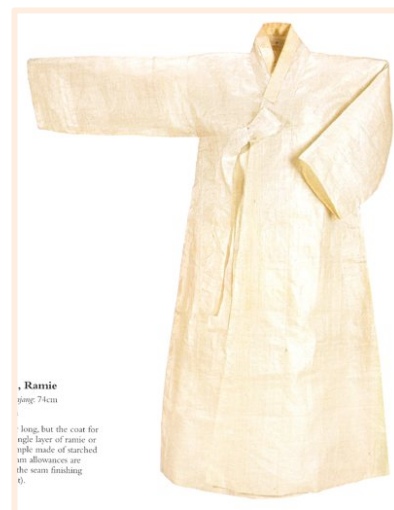 , Ramie
jang: 74cm
long, but the coat for
ngle layer of ramie or
mple made of starched
m allowances are
the seam finishing
t).